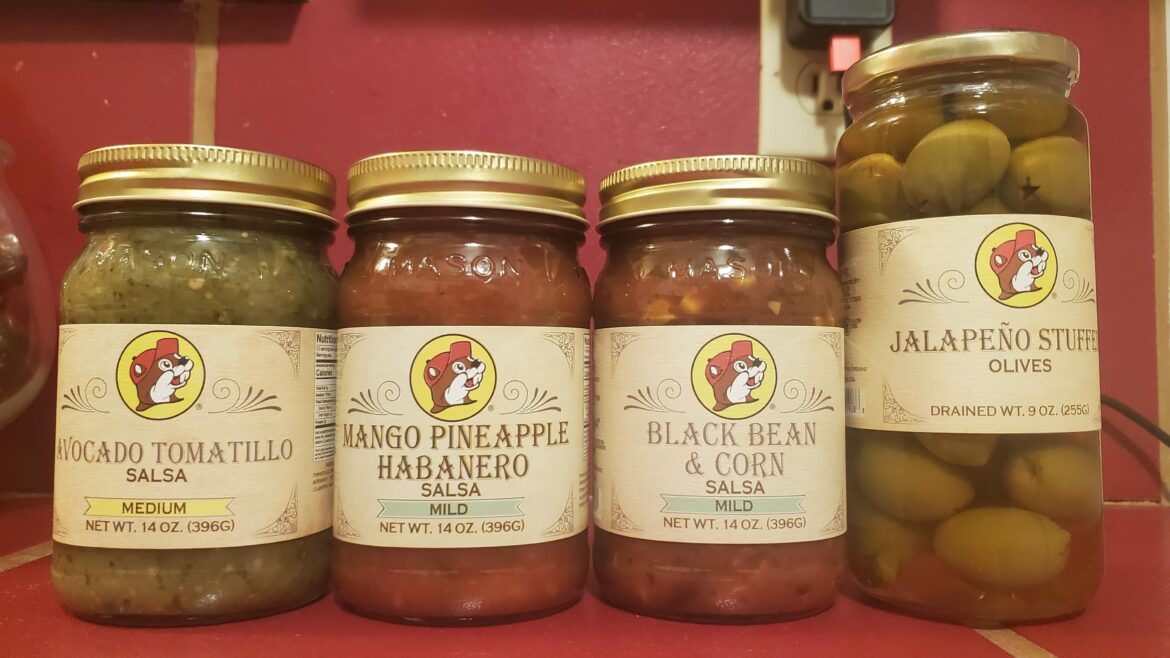 MASON
AVOCADO TOMATILLO
SALSA
MEDIUM
NET WT. 14 OZ. (396G)
Nutrition
Calories
MASON
MANGO PINEAPPLE
HABANERO
SALSA
MILD
NET WT. 14 OZ. (396G)
MASON
BLACK BEAN
& CORN
SALSA
MILD
NET WT. 14 OZ. (396G)
JALAPEÑO STUFFE
OLIVES
DRAINED WT. 9 OZ. (255G)